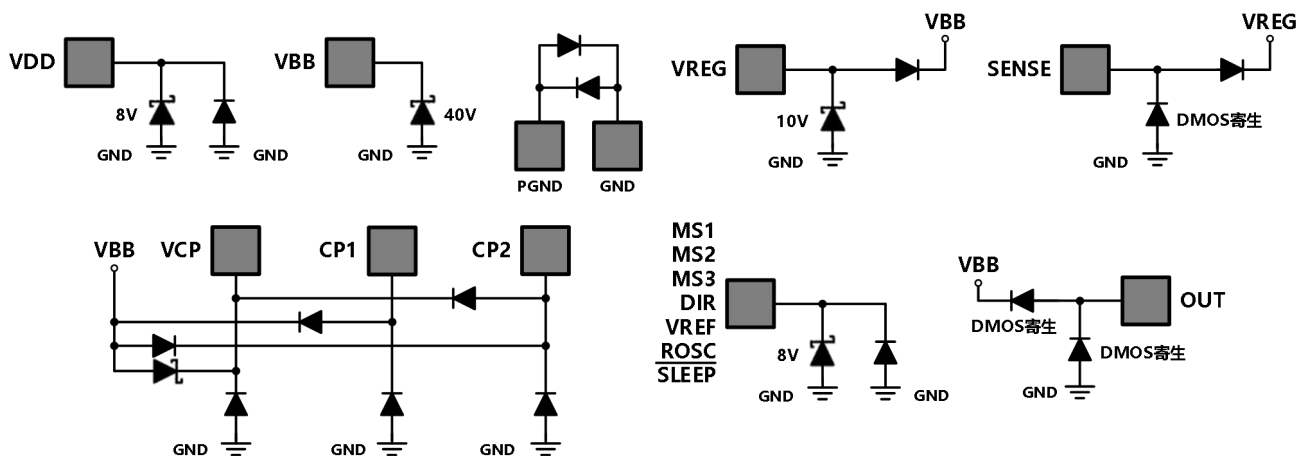 VDD
8V
GND
GND
VBB
40V
GND
PGND
GND
VBB
VREG
10V
GND
VREG
SENSE
DMOS寄生
GND
VBB
VCP
CP1
CP2
GND
GND
GND
MS1
MS2
MS3
DIR
VREF
ROSC
SLEEP
8V
GND
GND
VBB
OUT
DMOS寄生
DMOS寄生
GND